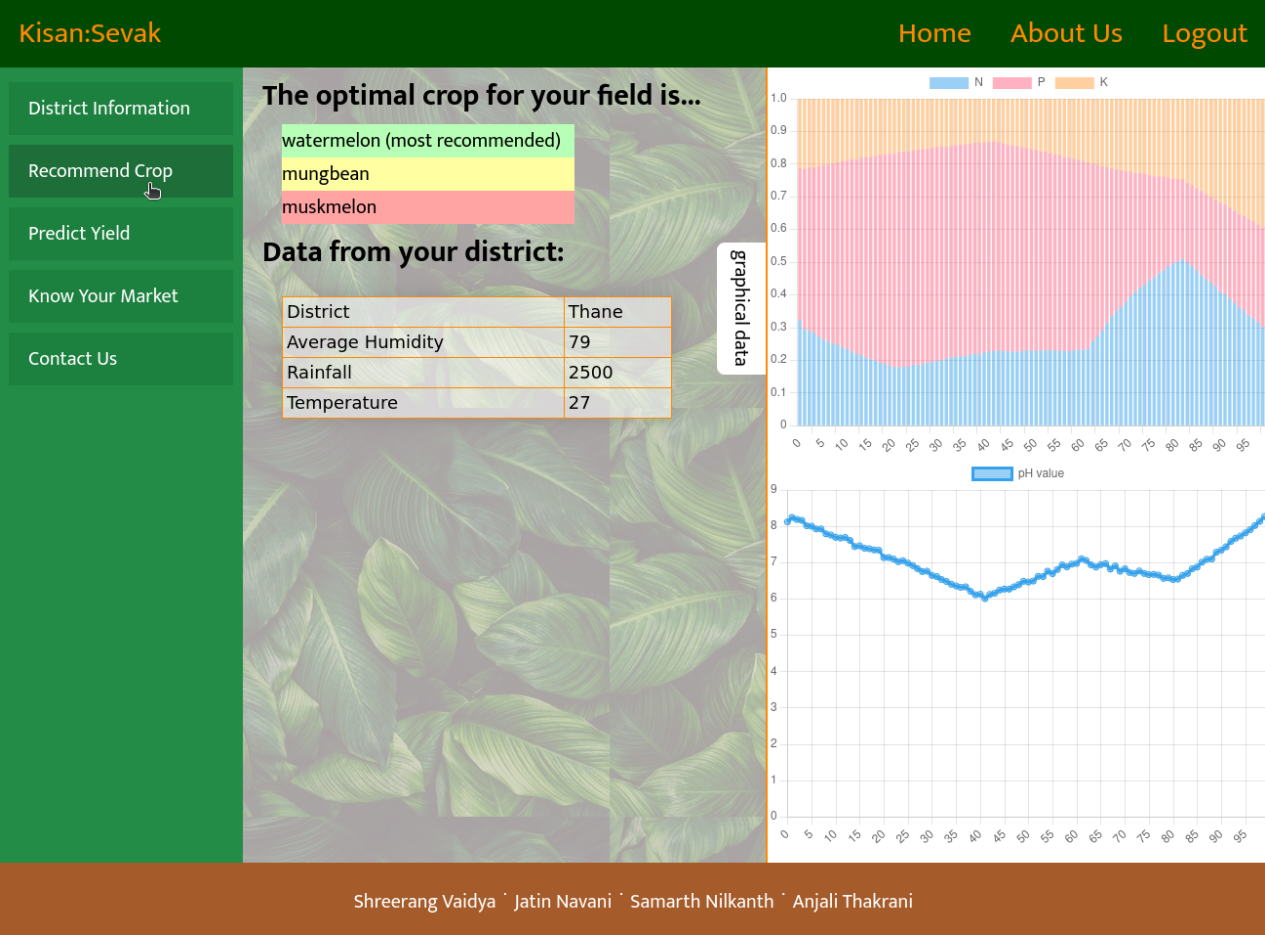 Kisan:Sevak
Home About Us Logout
District Information
Recommend Crop
Predict Yield
Know Your Market
Contact Us
The optimal crop for your field is...
watermelon (most recommended)
mungbean
muskmelon
Data from your district:
District Thane
Average Humidity 79
Rainfall 2500
Temperature 27
graphical data
N P K
1.0
0.9
0.8
0.7
0.6
0.5
0.4
0.3
0.2
0.1
0
0 5 10 15 20 25 30 35 40 45 50 55 60 65 70 75 80 85 90 95
pH value
9
8
7
6
5
4
3
2
1
0
0 5 10 15 20 25 30 35 40 45 50 55 60 65 70 75 80 85 90 95
Shreerang Vaidya · Jatin Navani · Samarth Nilkanth · Anjali Thakrani